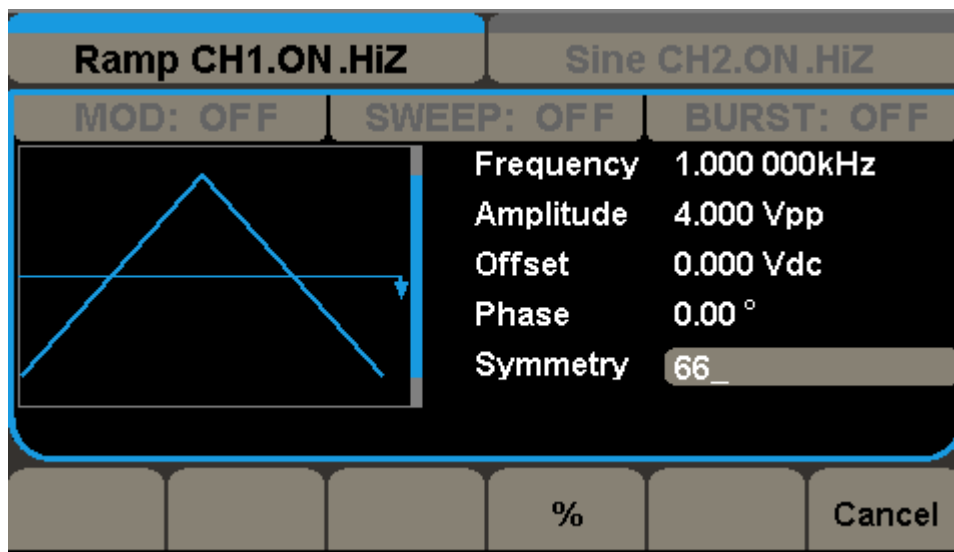 Ramp CH1.ON.HiZ
Sine CH2.ON.HiZ
MOD: OFF
SWEEP: OFF
BURST: OFF
Frequency 1.000 000kHz
Amplitude 4.000 Vpp
Offset 0.000 Vdc
Phase 0.00 °
Symmetry 66_
%
Cancel